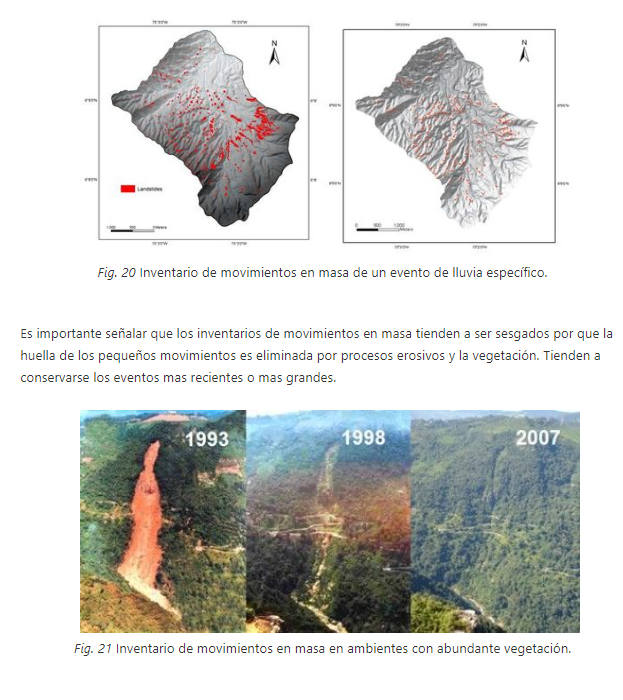 N
N
Landslides
Fig. 20 Inventario de movimientos en masa de un evento de lluvia específico.
Es importante señalar que los inventarios de movimientos en masa tienden a ser sesgados por que la
huella de los pequeños movimientos es eliminada por procesos erosivos y la vegetación. Tienden a
conservarse los eventos mas recientes o mas grandes.
1993
1998
2007
Fig. 21 Inventario de movimientos en masa en ambientes con abundante vegetación.